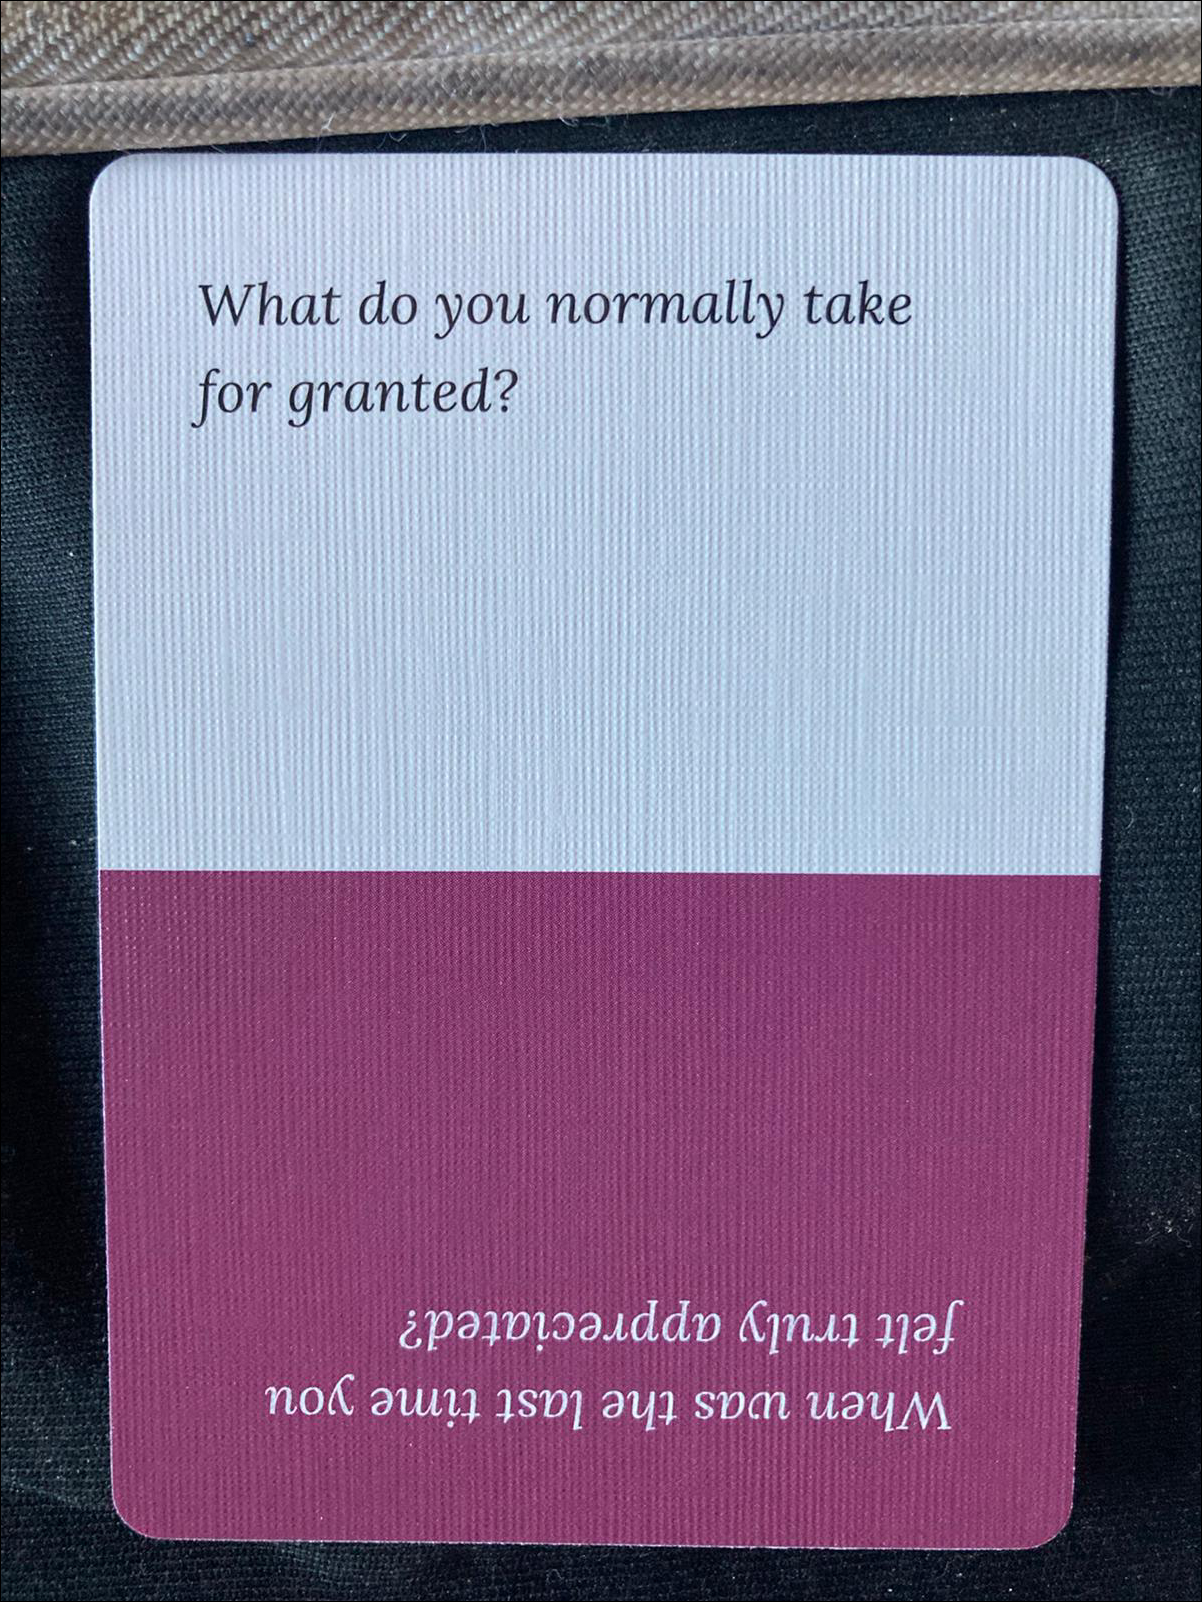 What do you normally take
for granted?
When was the last time you
felt truly appreciated?